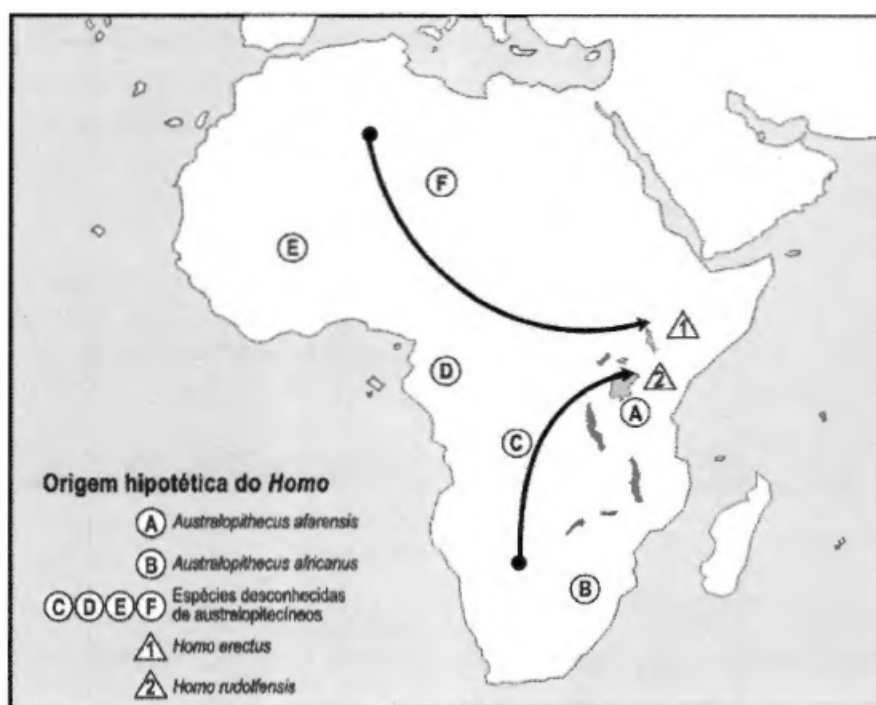 F
E
1
D
2
A
C
B
Origem hipotética do Homo
A Australopithecus afarensis
B Australopithecus africanus
C D E F Espécies desconhecidas
de australopitecíneos
1 Homo erectus
2 Homo rudolfensis